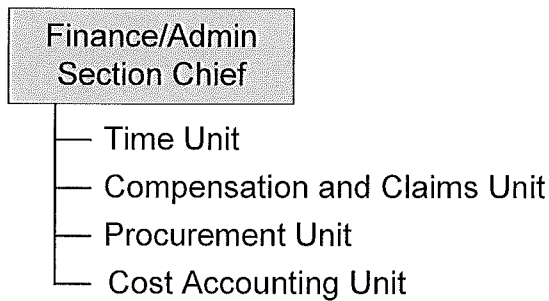 Finance/Admin
Section Chief
Time Unit
Compensation and Claims Unit
Procurement Unit
Cost Accounting Unit